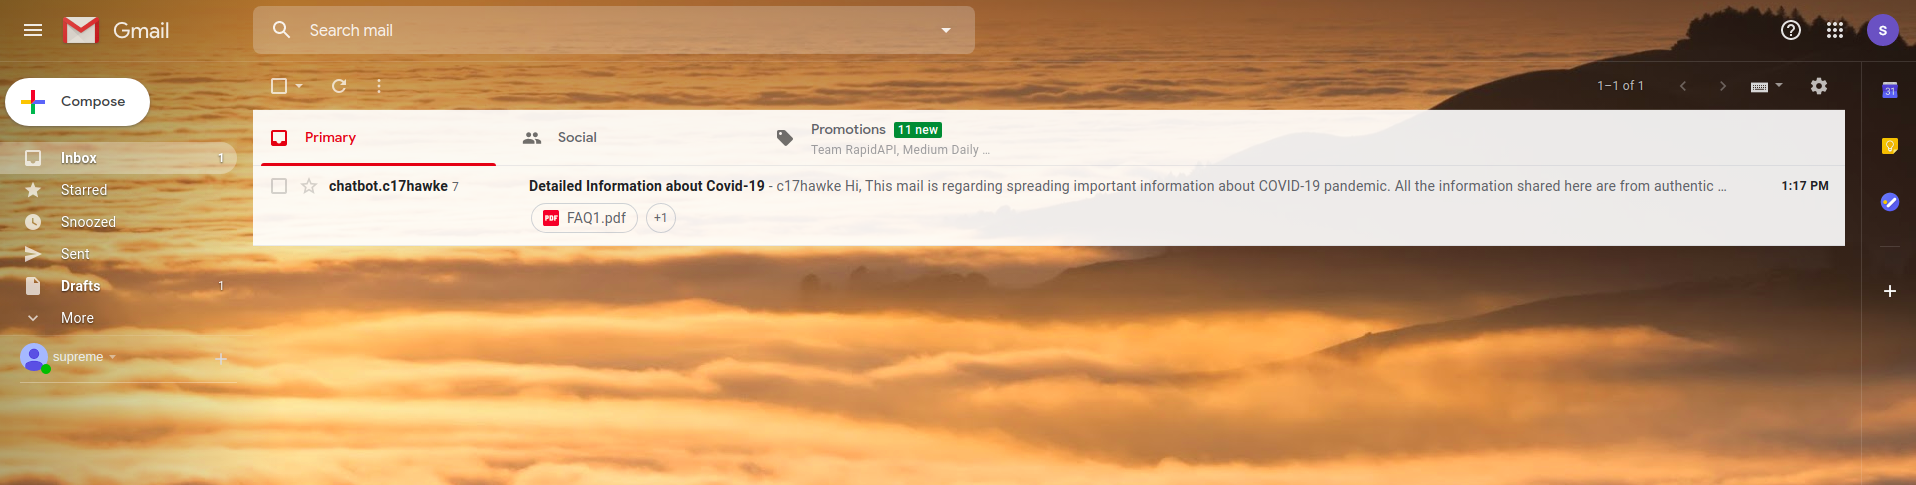 Gmail
Search mail
S
Compose
1–1 of 1
31
Primary
Social
Promotions 11 new
Team RapidAPI, Medium Daily ...
Inbox 1
chatbot.c17hawke 7 Detailed Information about Covid-19 - c17hawke Hi, This mail is regarding spreading important information about COVID-19 pandemic. All the information shared here are from authentic ... 1:17 PM
Starred
PDF FAQ1.pdf +1
Snoozed
Sent
Drafts 1
More
supreme